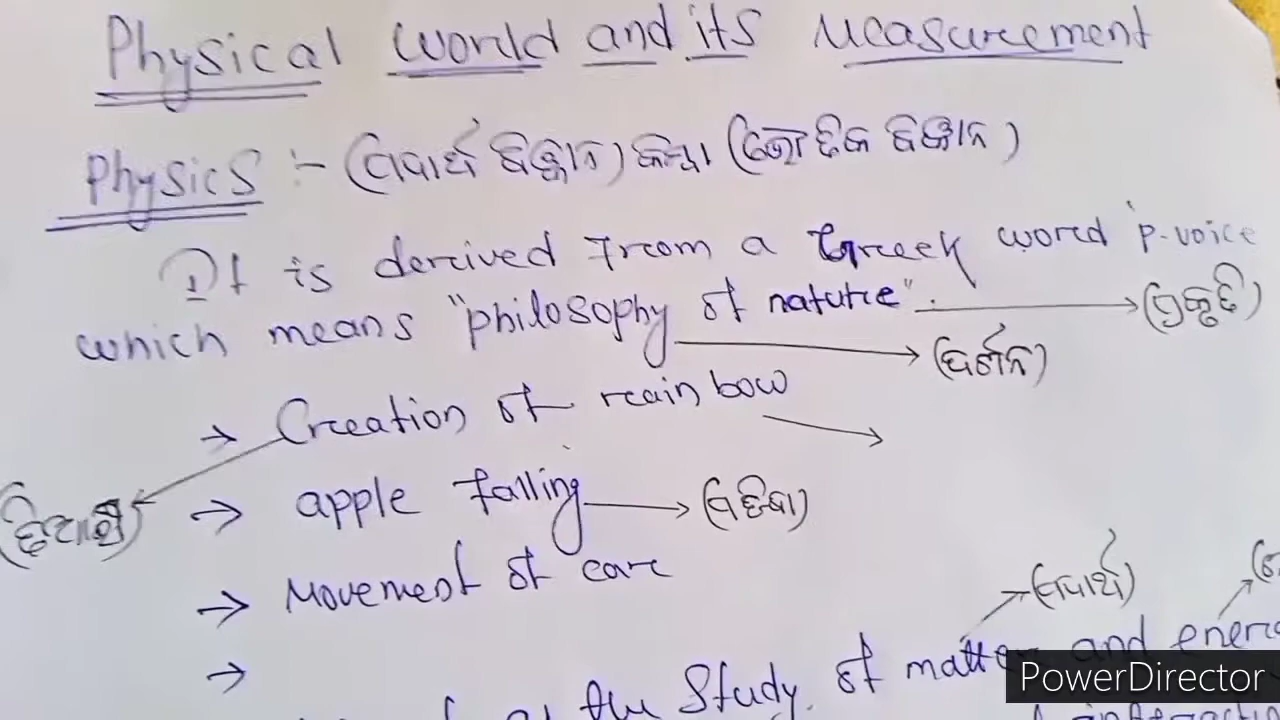 Physical world and its Measurement
Physics :- (ପଦାର୍ଥ ବିଜ୍ଞାନ) କିମ୍ବା (ଭୌତିକ ବିଜ୍ଞାନ)
It is derived from a Greek word 'p-voice
which means "philosophy of nature". → (ପ୍ରକୃତି)
→ (ଦର୍ଶନ)
→ Creation of rainbow →
→ apple falling → (ପଡିବା)
→ Movement of car
→ (ପଦାର୍ଥ)
→
the Study of matter and
PowerDirector